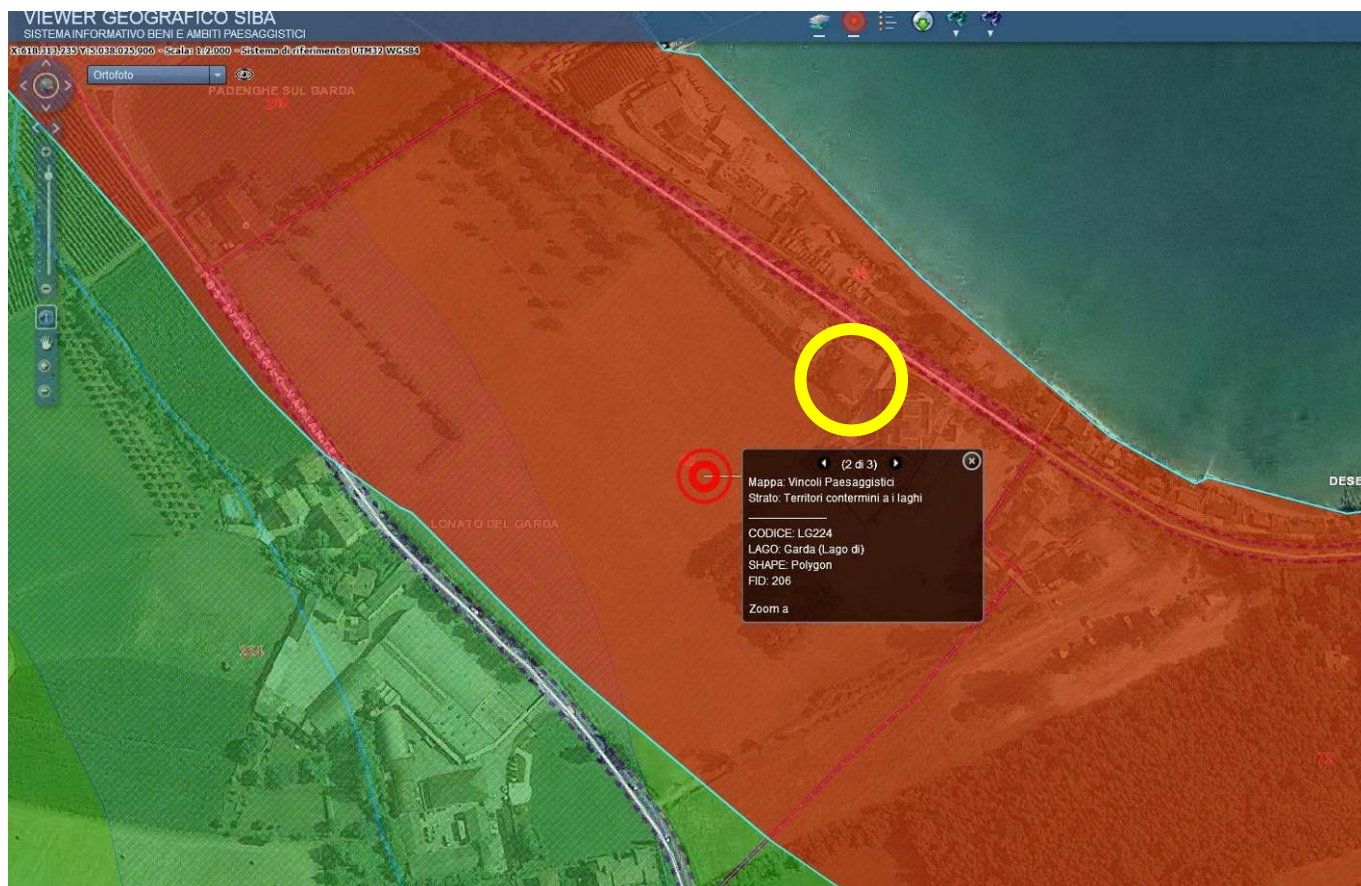 VIEWER GEOGRAFICO SIBA
SISTEMA INFORMATIVO BENI E AMBITI PAESAGGISTICI
X:618.313,235 Y:5.038.025,906 - Scala: 1:2.000 - Sistema di riferimento: UTM32 WGS84
Ortofoto
PADENGHE SUL GARDA
LONATO DEL GARDA
DESE
(2 di 3)
Mappa: Vincoli Paesaggistici
Strato: Territori contermini a i laghi
CODICE: LG224
LAGO: Garda (Lago di)
SHAPE: Polygon
FID: 206
Zoom a